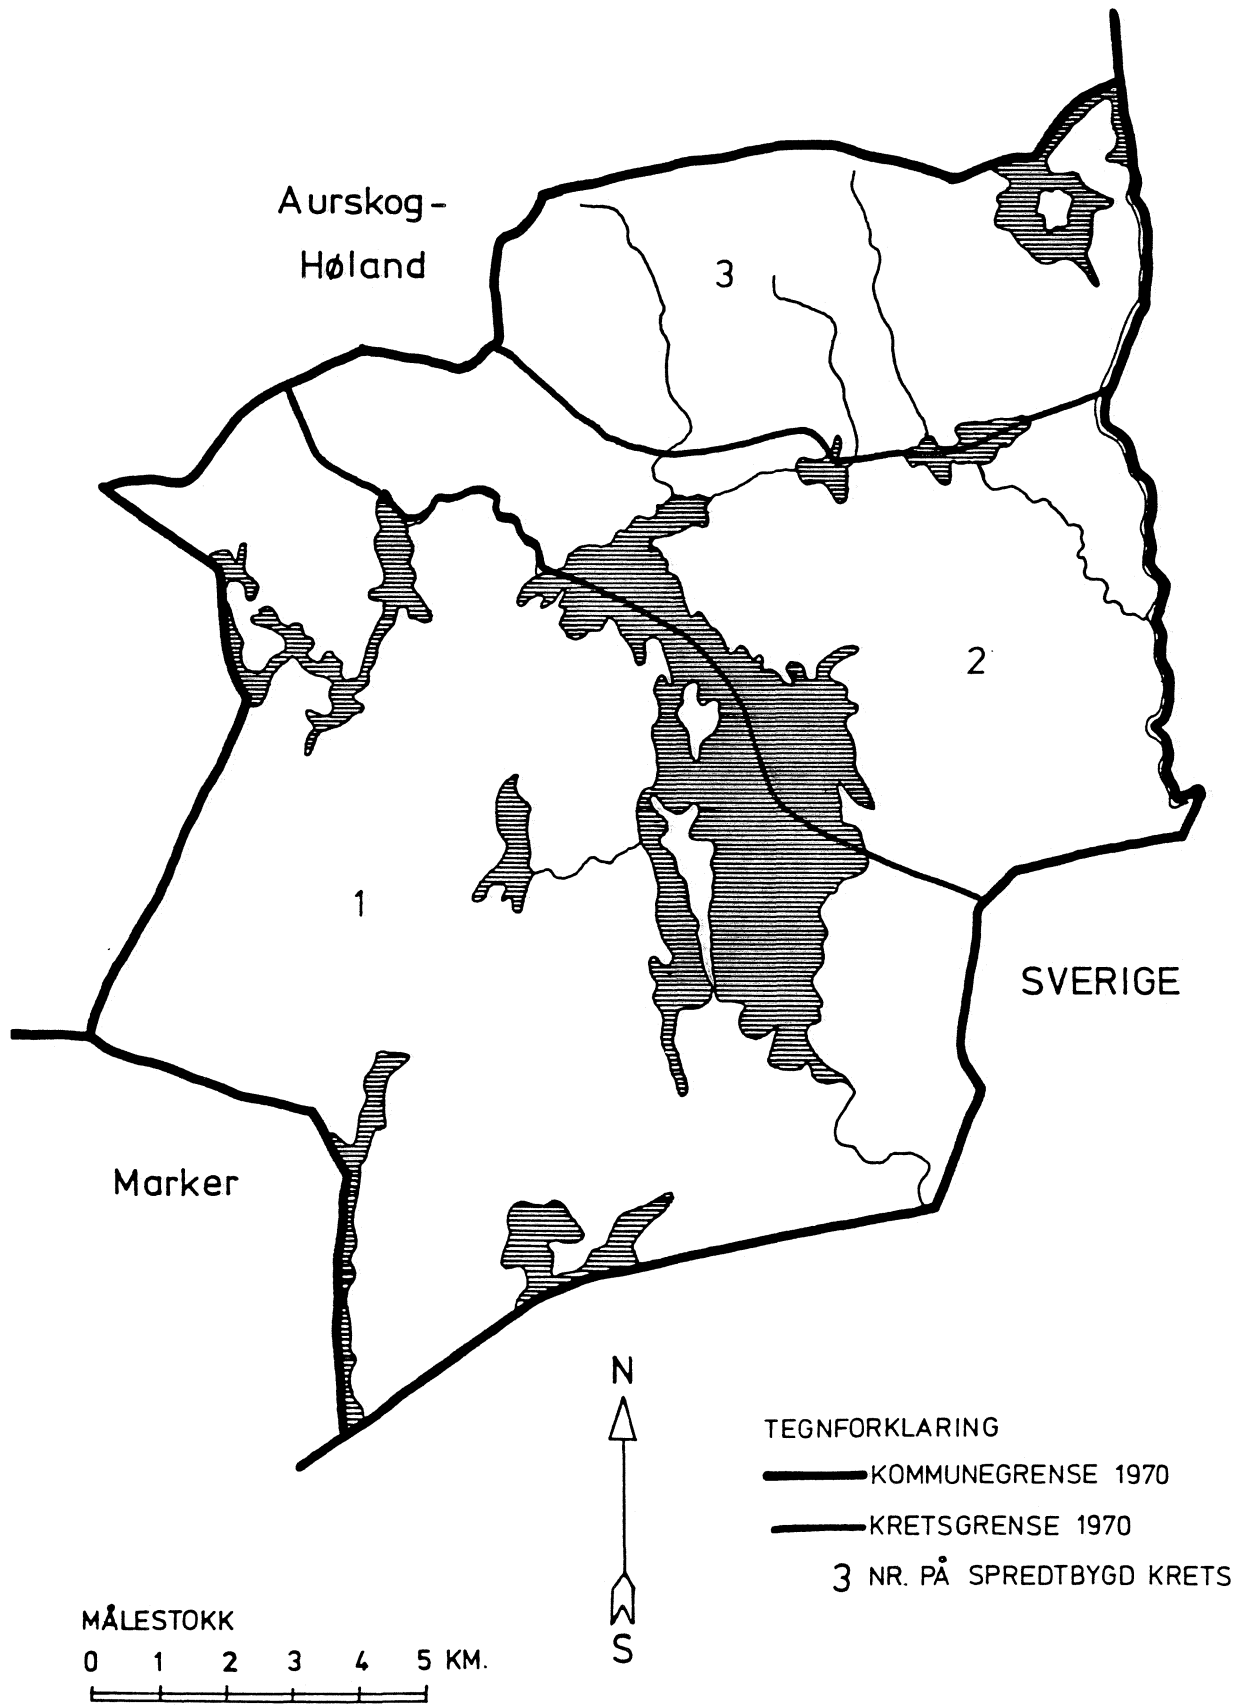 Aurskog-
Høland
3
2
1
SVERIGE
Marker
N
S
TEGNFORKLARING
KOMMUNEGRENSE 1970
KRETSGRENSE 1970
3 NR. PÅ SPREDTBYGD KRETS
MÅLESTOKK
0 1 2 3 4 5 KM.